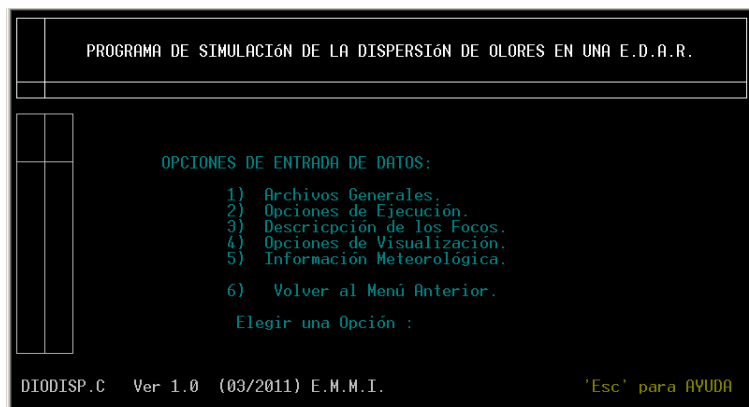 PROGRAMA DE SIMULACIóN DE LA DISPERSIóN DE OLORES EN UNA E.D.A.R.
OPCIONES DE ENTRADA DE DATOS:
1) Archivos Generales.
2) Opciones de Ejecución.
3) Descricpción de los Focos.
4) Opciones de Visualización.
5) Información Meteorológica.
6) Volver al Menú Anterior.
Elegir una Opción :
DIODISP.C Ver 1.0 (03/2011) E.M.M.I. 'Esc' para AYUDA